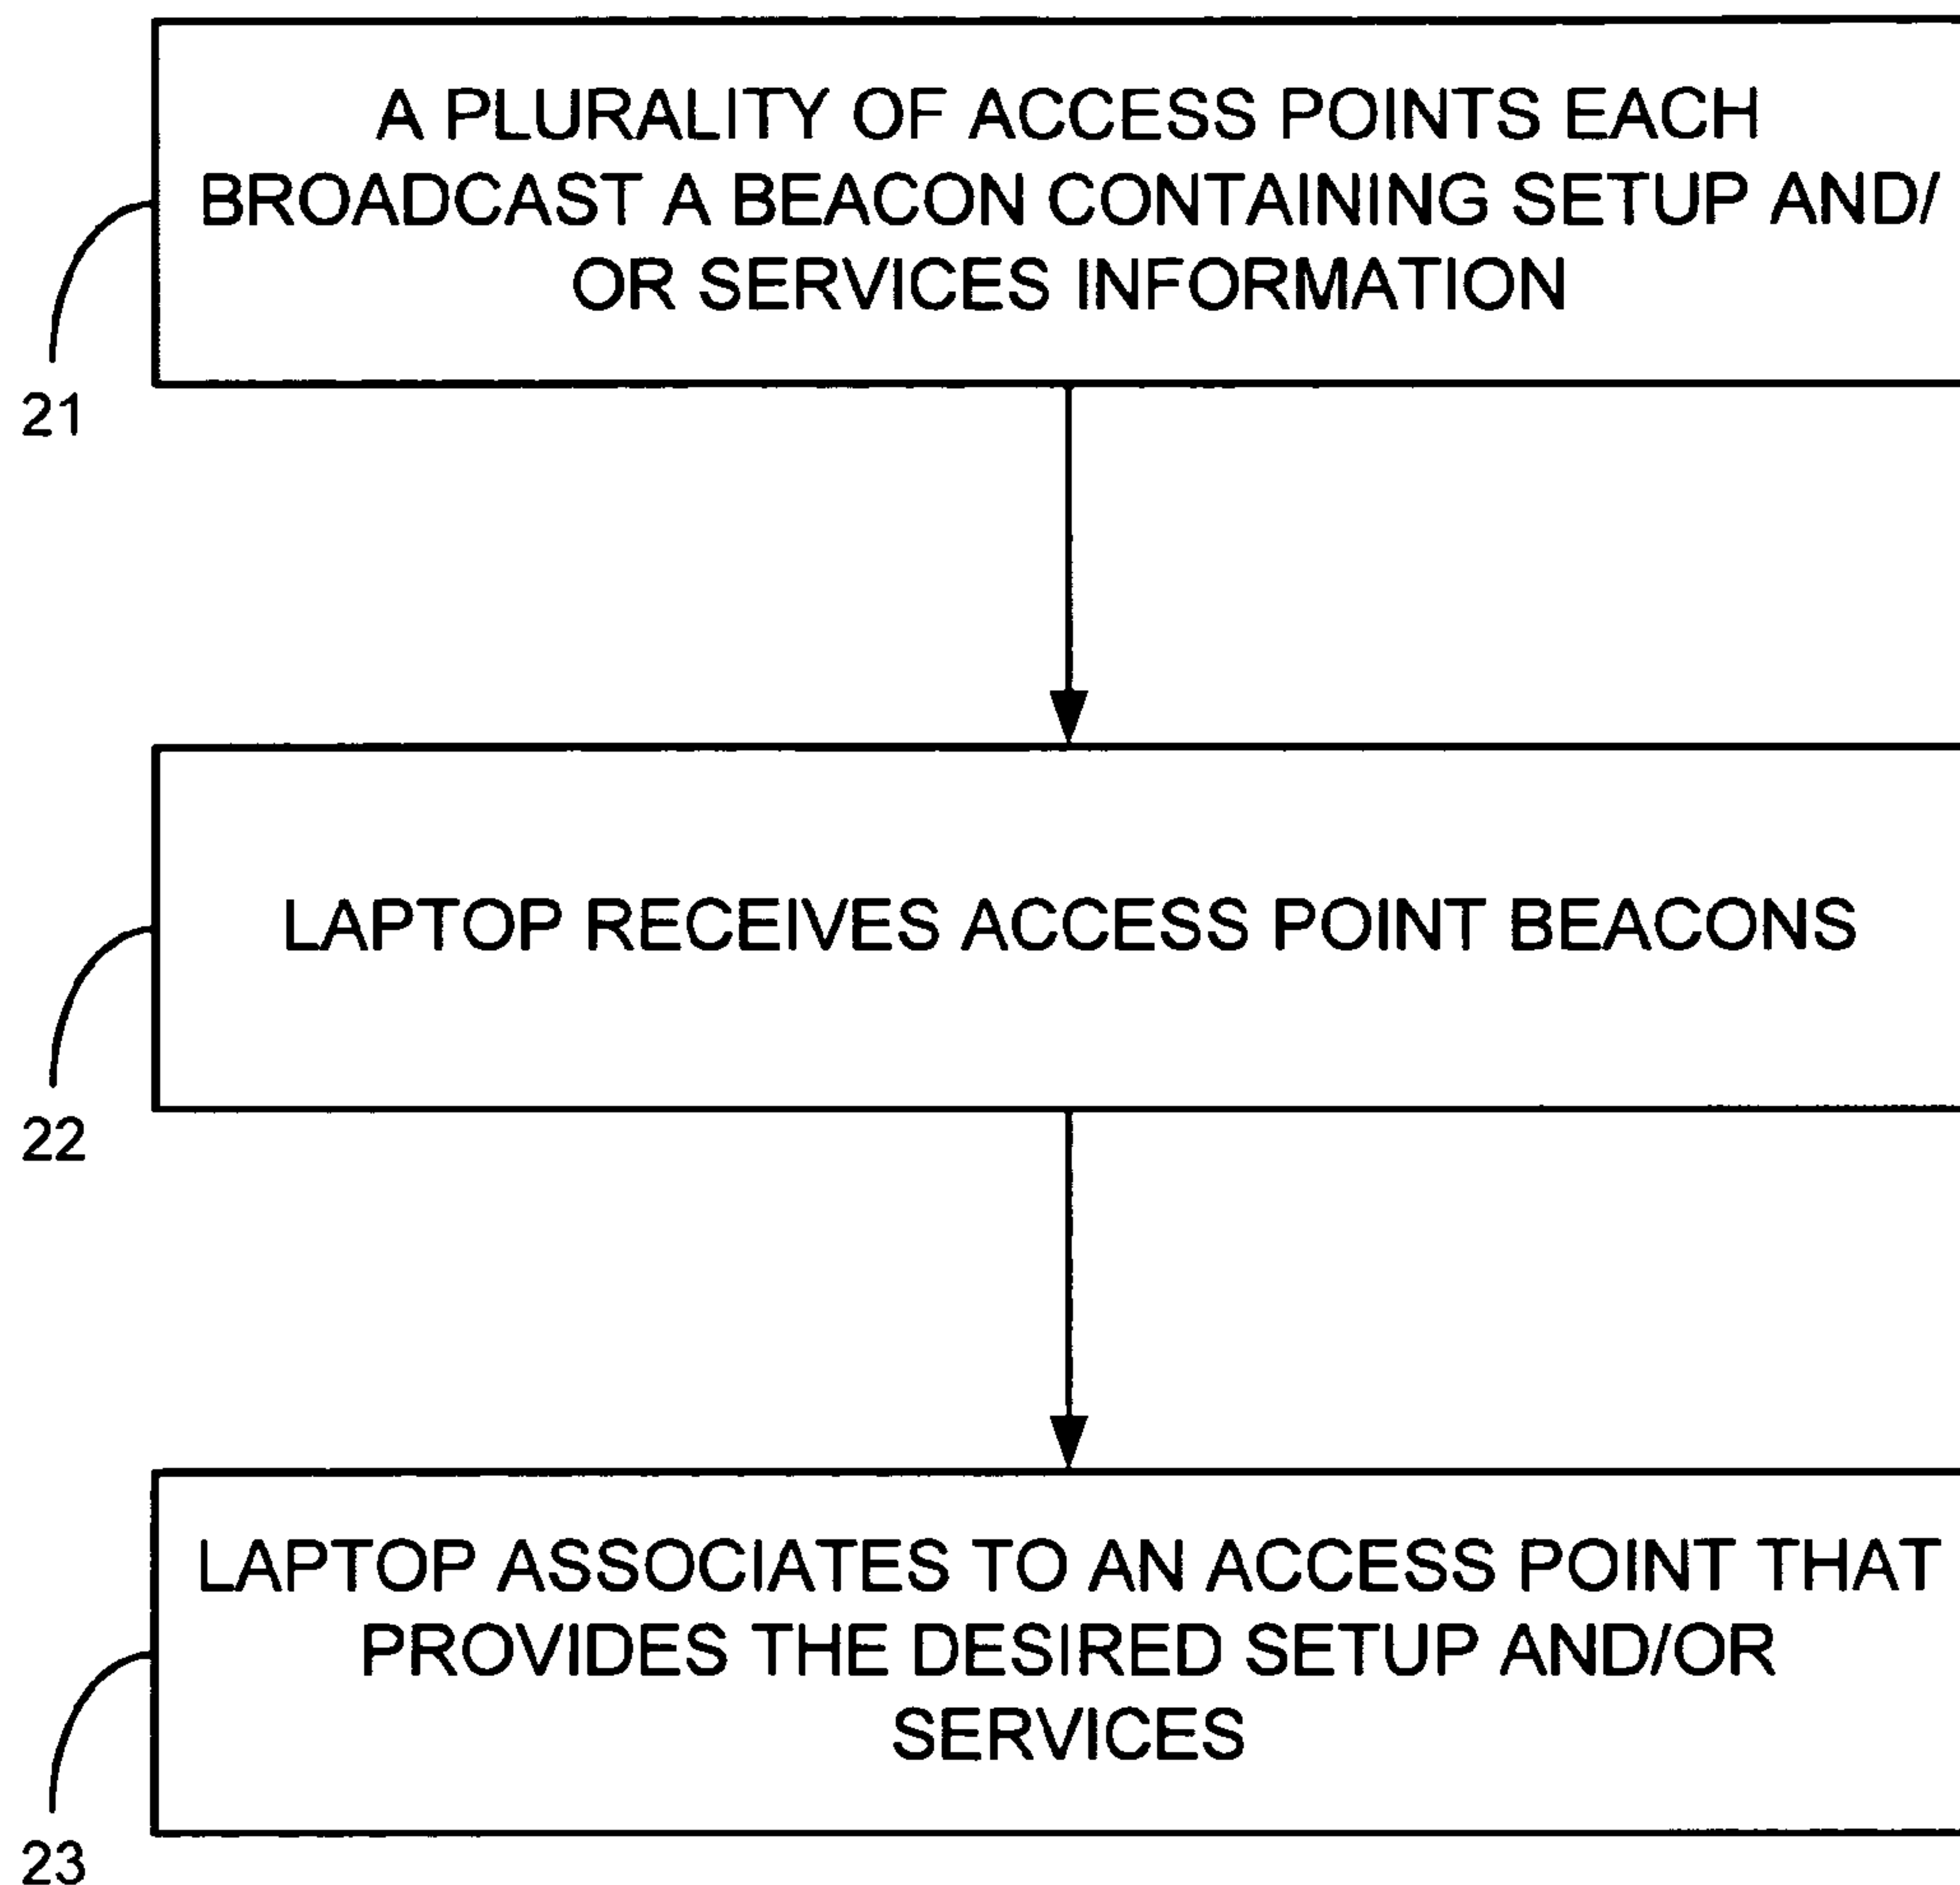 A PLURALITY OF ACCESS POINTS EACH
BROADCAST A BEACON CONTAINING SETUP AND/
OR SERVICES INFORMATION
21
LAPTOP RECEIVES ACCESS POINT BEACONS
22
LAPTOP ASSOCIATES TO AN ACCESS POINT THAT
PROVIDES THE DESIRED SETUP AND/OR
SERVICES
23